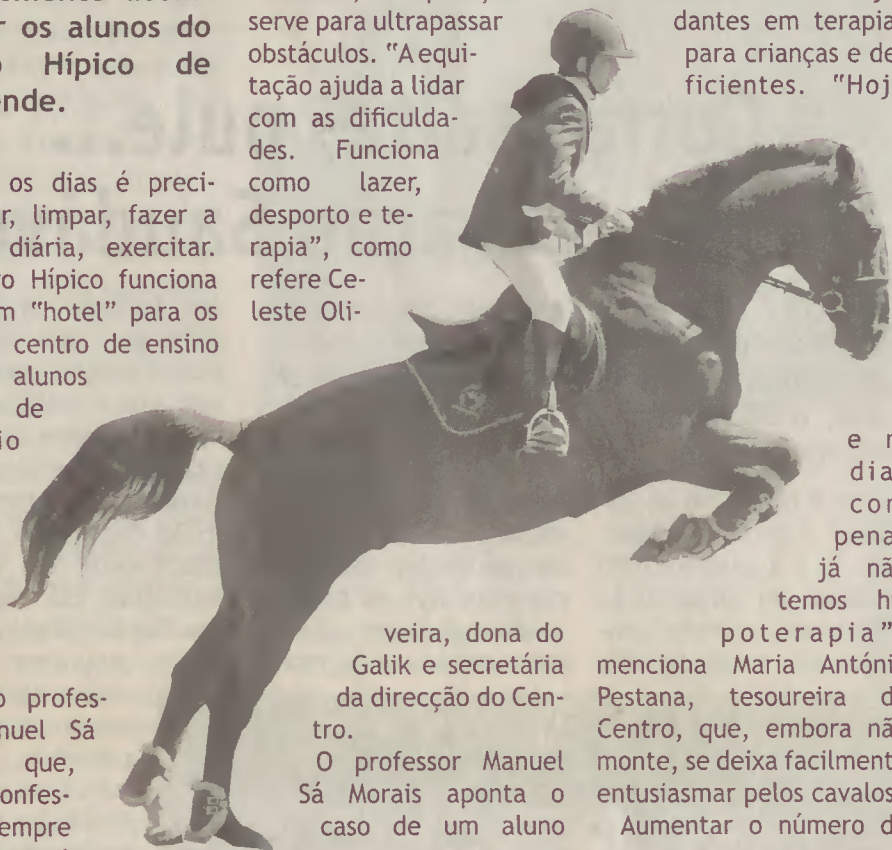 r os alunos do
Hípico de
ende.
os dias é preci-
r, limpar, fazer a
diária, exercitar.
o Hípico funciona
m "hotel" para os
centro de ensino
alunos
de
io
o profes-
nuel Sá
que,
onfes-
empre
serve para ultrapassar
obstáculos. "A equi-
tação ajuda a lidar
com as dificulda-
des. Funciona
como lazer,
desporto e te-
rapia", como
refere Ce-
leste Oli-
veira, dona do
Galik e secretária
da direcção do Cen-
tro.
O professor Manuel
Sá Morais aponta o
caso de um aluno
dantes em terapia
para crianças e de
ficientes. "Hoj
e r
dia
con
pena
já nã
temos h
poterapia"
menciona Maria Antóni
Pestana, tesoureira d
Centro, que, embora nã
monte, se deixa facilment
entusiasmar pelos cavalos
Aumentar o número d